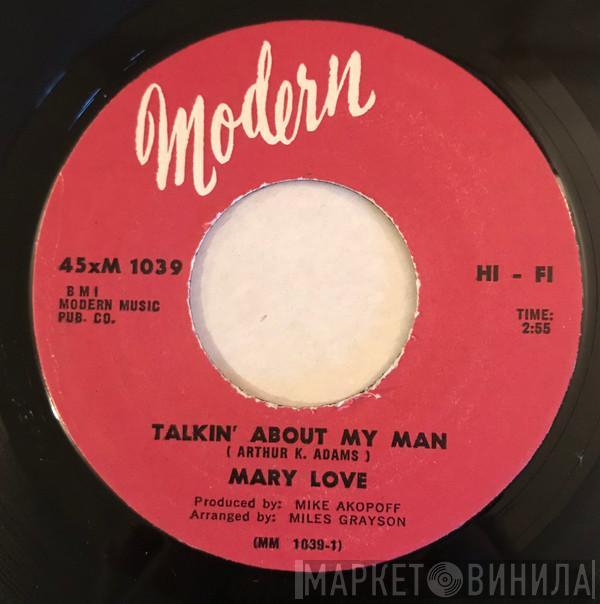 Modern
45xM 1039
HI - FI
BMI
MODERN MUSIC
PUB. CO.
TIME:
2:55
TALKIN' ABOUT MY MAN
( ARTHUR K. ADAMS )
MARY LOVE
Produced by: MIKE AKOPOFF
Arranged by: MILES GRAYSON
(MM 1039-1)
МАРКЕТ ВИНИЛА